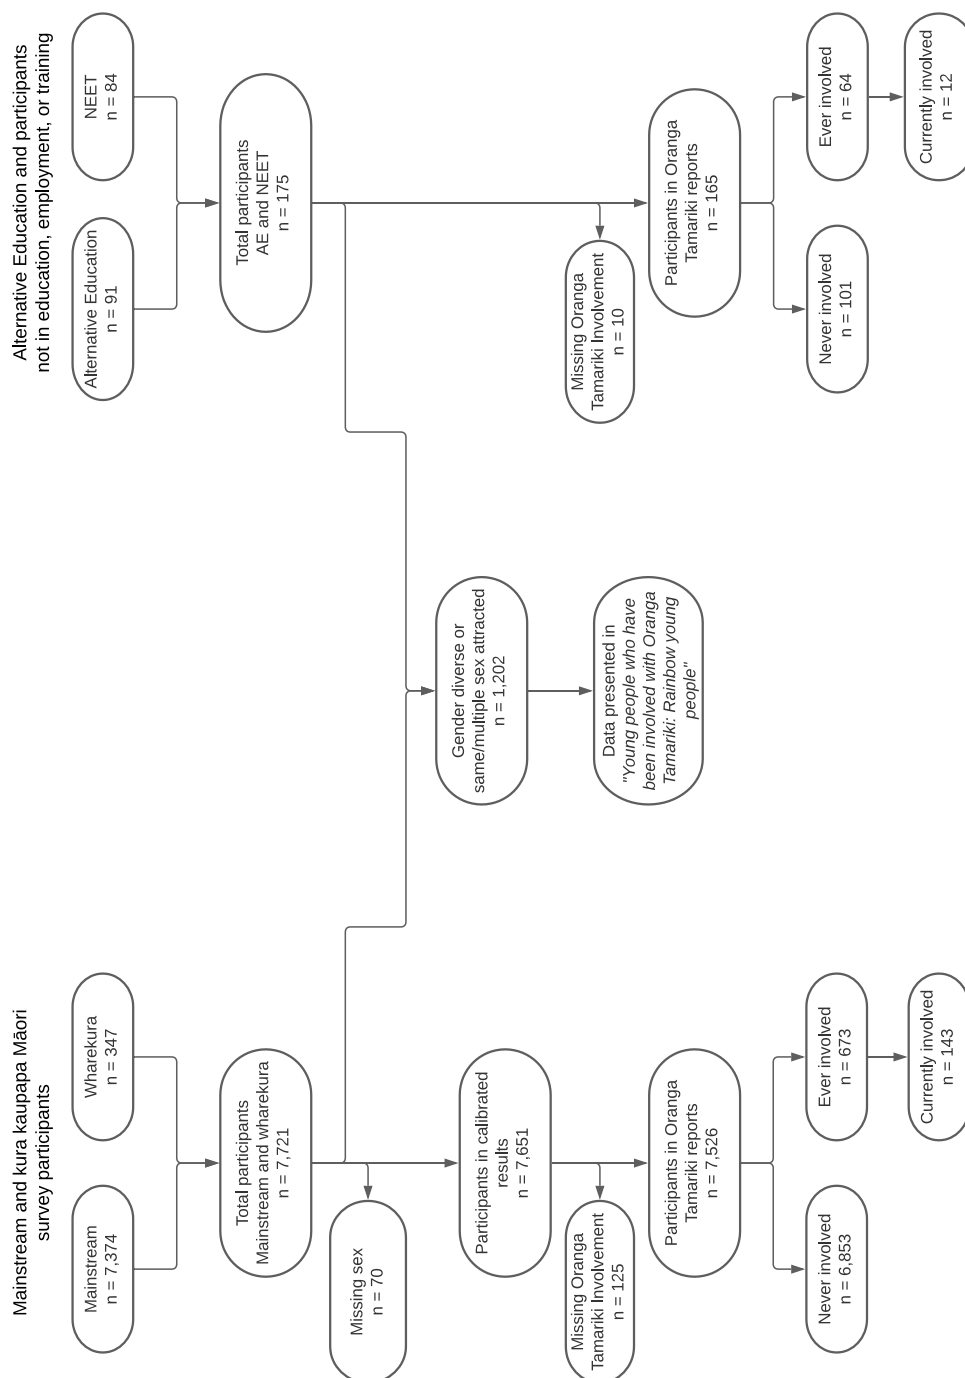 Mainstream and kura kaupapa Māori
survey participants
Mainstream
n = 7,374
Wharekura
n = 347
Total participants
Mainstream and wharekura
n = 7,721
Missing sex
n = 70
Participants in calibrated
results
n = 7,651
Missing Oranga
Tamariki Involvement
n = 125
Participants in Oranga
Tamariki reports
n = 7,526
Never involved
n = 6,853
Ever involved
n = 673
Currently involved
n = 143
Gender diverse or
same/multiple sex attracted
n = 1,202
Data presented in
"Young people who have
been involved with Oranga
Tamariki: Rainbow young
people"
Alternative Education and participants
not in education, employment, or training
Alternative Education
n = 91
NEET
n = 84
Total participants
AE and NEET
n = 175
Missing Oranga
Tamariki Involvement
n = 10
Participants in Oranga
Tamariki reports
n = 165
Never involved
n = 101
Ever involved
n = 64
Currently involved
n = 12